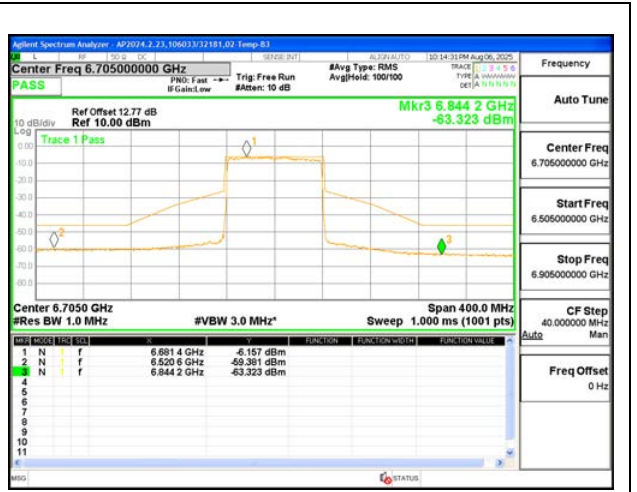 Agilent Spectrum Analyzer - AP2024.2.23,106033/32181,02-Temp-B3
L RF 50 Ω DC SENSE:INT ALIGN AUTO 10:14:31 PM Aug 06, 2025
Center Freq 6.705000000 GHz
#Avg Type: RMS
TRACE 1 2 3 4 5 6
PASS
PNO: Fast
Trig: Free Run
Avg|Hold: 100/100
TYPE A WWWWW
IFGain:Low
#Atten: 10 dB
DET A N N N N N
Mkr3 6.844 2 GHz
Ref Offset 12.77 dB
10 dB/div
Ref 10.00 dBm
-63.323 dBm
Log
Trace 1 Pass
0.00
-10.0
-20.0
-30.0
-40.0
-50.0
-60.0
-70.0
-80.0
1
2
3
Center 6.7050 GHz
Span 400.0 MHz
#Res BW 1.0 MHz
#VBW 3.0 MHz*
Sweep 1.000 ms (1001 pts)
MKR MODE TRC SCL X Y FUNCTION FUNCTION WIDTH FUNCTION VALUE
1 N 1 f 6.681 4 GHz -6.157 dBm
2 N 1 f 6.520 6 GHz -59.381 dBm
3 N 1 f 6.844 2 GHz -63.323 dBm
4
5
6
7
8
9
10
11
MSG
STATUS
Frequency
Auto Tune
Center Freq
6.705000000 GHz
Start Freq
6.505000000 GHz
Stop Freq
6.905000000 GHz
CF Step
40.000000 MHz
Auto Man
Freq Offset
0 Hz